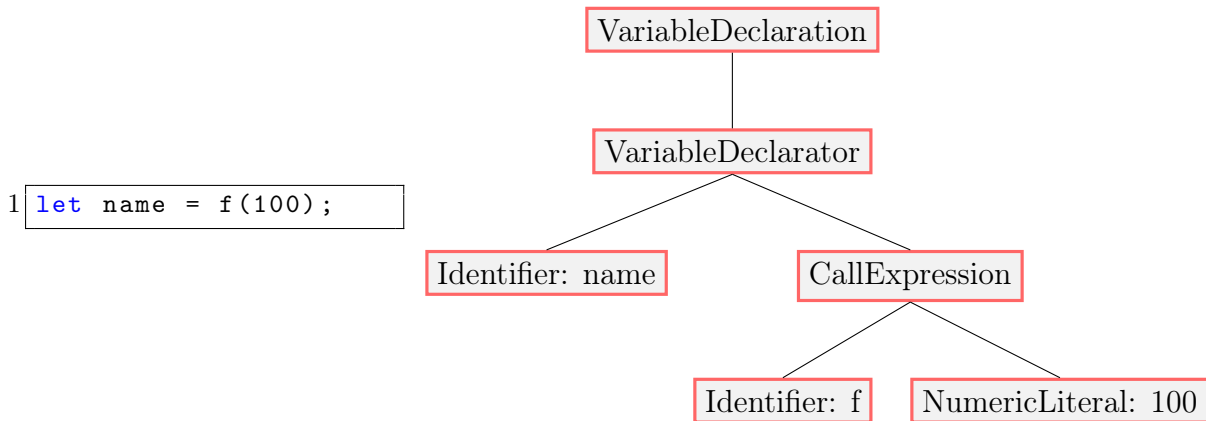 VariableDeclaration
VariableDeclarator
1 let name = f(100);
Identifier: name CallExpression
Identifier: f NumericLiteral: 100